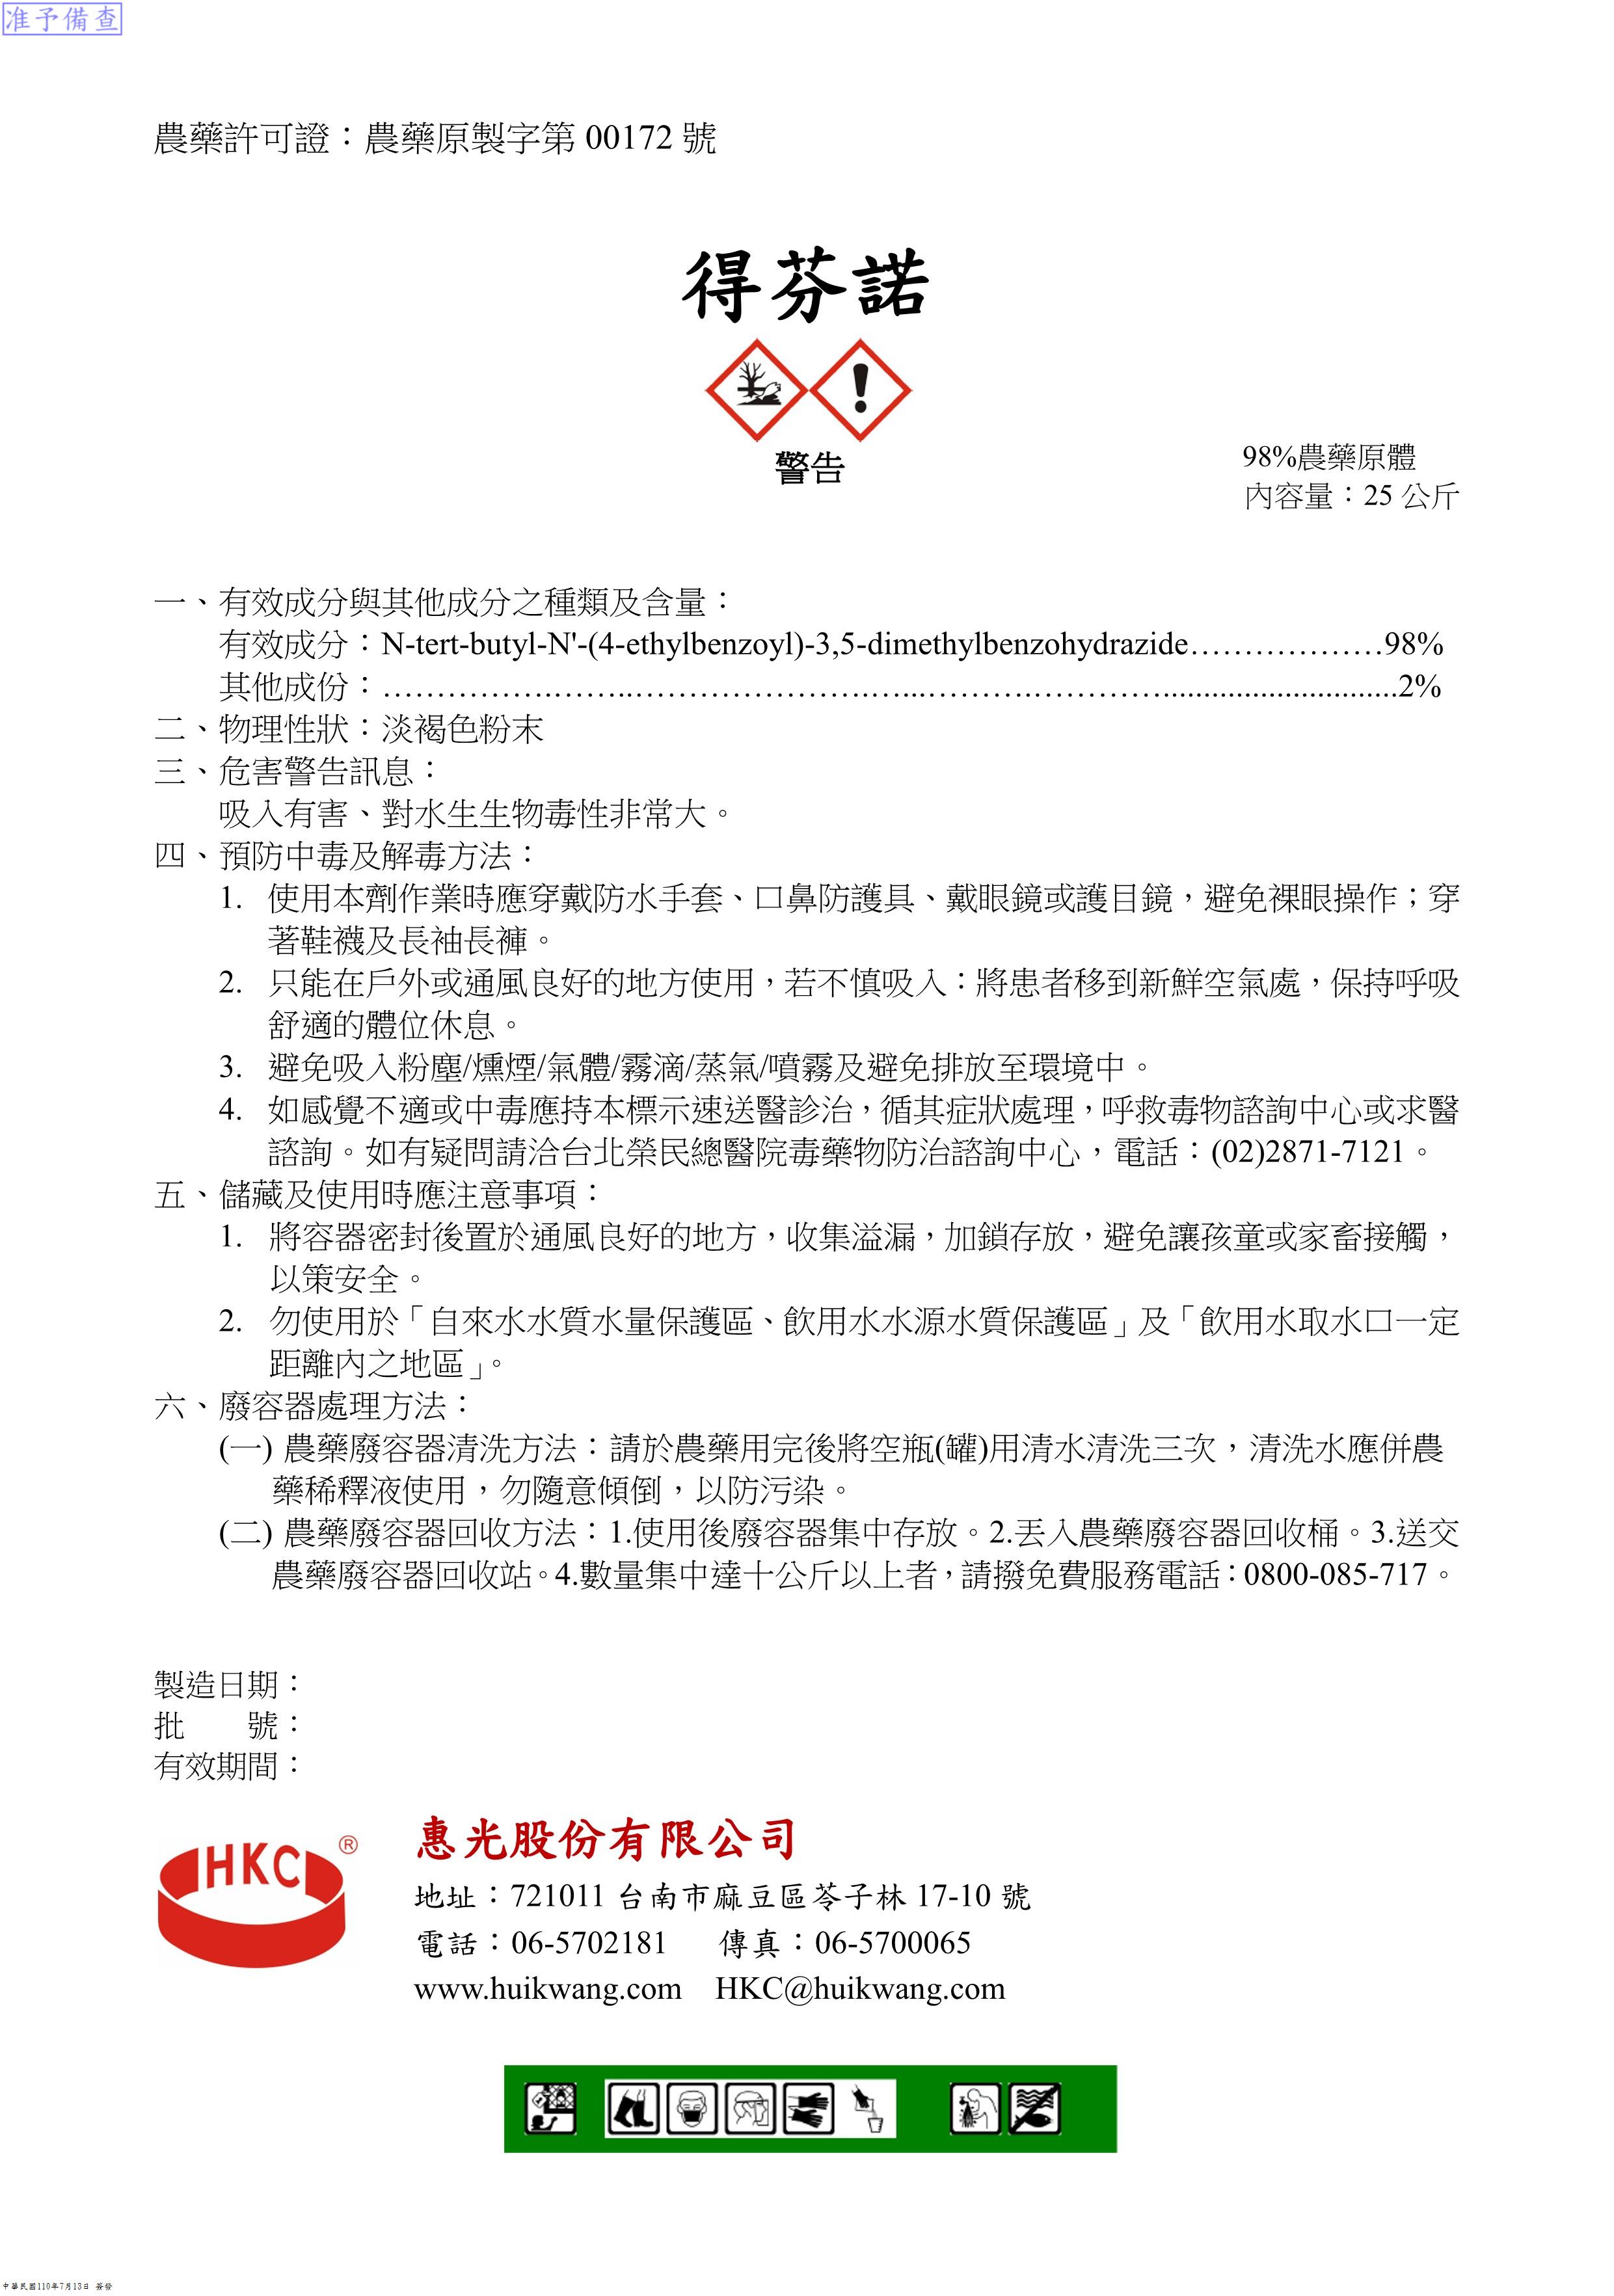 准予備查
農藥許可證：農藥原製字第 00172 號
得芬諾
警告
98%農藥原體
內容量：25 公斤
一、有效成分與其他成分之種類及含量：
有效成分：N-tert-butyl-N'-(4-ethylbenzoyl)-3,5-dimethylbenzohydrazide………………98%
其他成份：……………………………………………………………………………2%
二、物理性狀：淡褐色粉末
三、危害警告訊息：
吸入有害、對水生生物毒性非常大。
四、預防中毒及解毒方法：
1. 使用本劑作業時應穿戴防水手套、口鼻防護具、戴眼鏡或護目鏡，避免裸眼操作；穿
著鞋襪及長袖長褲。
2. 只能在戶外或通風良好的地方使用，若不慎吸入：將患者移到新鮮空氣處，保持呼吸
舒適的體位休息。
3. 避免吸入粉塵/燻煙/氣體/霧滴/蒸氣/噴霧及避免排放至環境中。
4. 如感覺不適或中毒應持本標示速送醫診治，循其症狀處理，呼救毒物諮詢中心或求醫
諮詢。如有疑問請洽台北榮民總醫院毒藥物防治諮詢中心，電話：(02)2871-7121。
五、儲藏及使用時應注意事項：
1. 將容器密封後置於通風良好的地方，收集溢漏，加鎖存放，避免讓孩童或家畜接觸，
以策安全。
2. 勿使用於「自來水水質水量保護區、飲用水水源水質保護區」及「飲用水取水口一定
距離內之地區」。
六、廢容器處理方法：
(一) 農藥廢容器清洗方法：請於農藥用完後將空瓶(罐)用清水清洗三次，清洗水應併農
藥稀釋液使用，勿隨意傾倒，以防污染。
(二) 農藥廢容器回收方法：1.使用後廢容器集中存放。2.丟入農藥廢容器回收桶。3.送交
農藥廢容器回收站。4.數量集中達十公斤以上者，請撥免費服務電話：0800-085-717。
製造日期：
批　　號：
有效期間：
HKC ®
惠光股份有限公司
地址：721011 台南市麻豆區苓子林 17-10 號
電話：06-5702181　傳真：06-5700065
www.huikwang.com　HKC@huikwang.com
中華民國110年7月13日 簽發